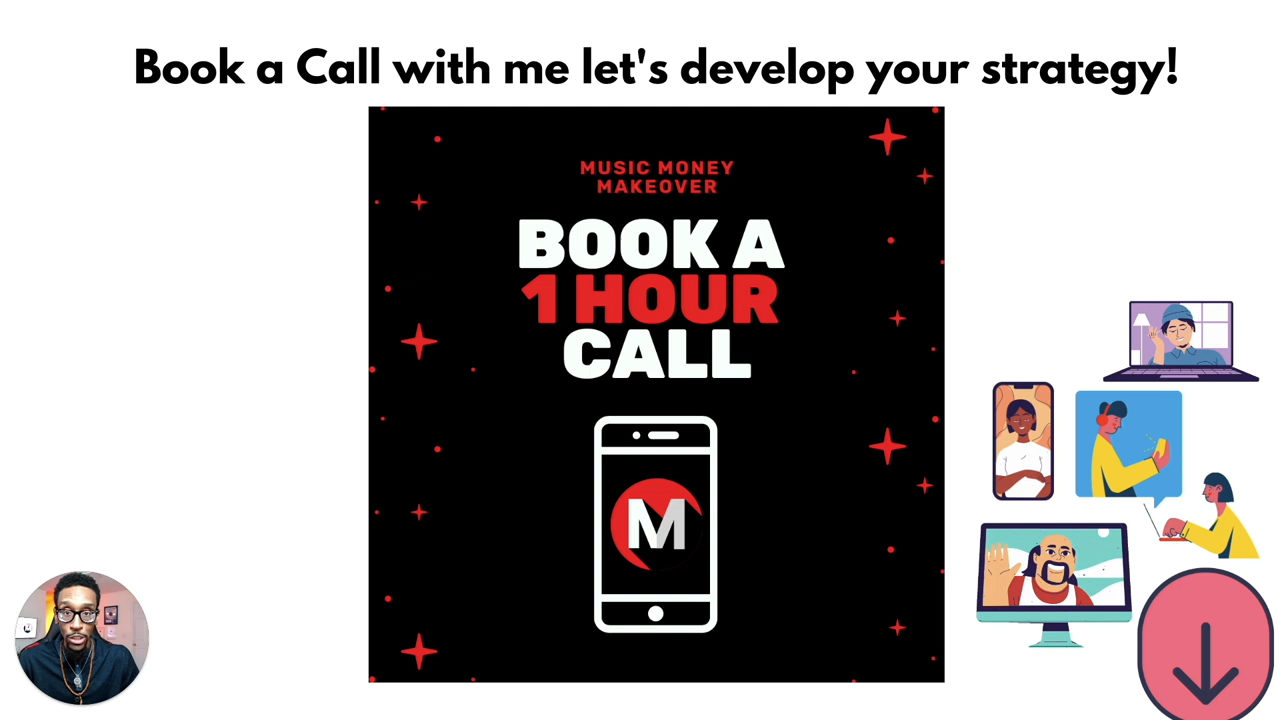 Book a Call with me let's develop your strategy!
MUSIC MONEY
MAKEOVER
BOOK A
1 HOUR
CALL
M